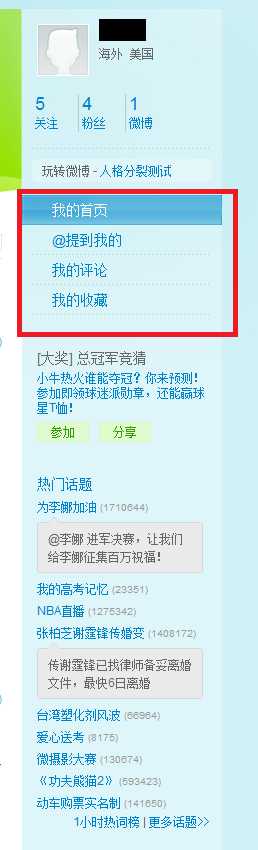 海外 美国
5 4 1
关注 粉丝 微博
玩转微博 - 人格分裂测试
我的首页
@提到我的
我的评论
我的收藏
[大奖] 总冠军竞猜
小牛热火谁能夺冠？你来预测！
参加即领球迷派勋章，还能赢球
星T恤！
参加 分享
热门话题
为李娜加油 (1710644)
@李娜 进军决赛，让我们
给李娜征集百万祝福！
我的高考记忆 (23351)
NBA直播 (1275342)
张柏芝谢霆锋传婚变 (1408172)
传谢霆锋已找律师备妥离婚
文件，最快6日离婚
台湾塑化剂风波 (66964)
爱心送考 (8175)
微摄影大赛 (130674)
《功夫熊猫2》 (593423)
动车购票实名制 (141650)
1小时热词榜 | 更多话题>>